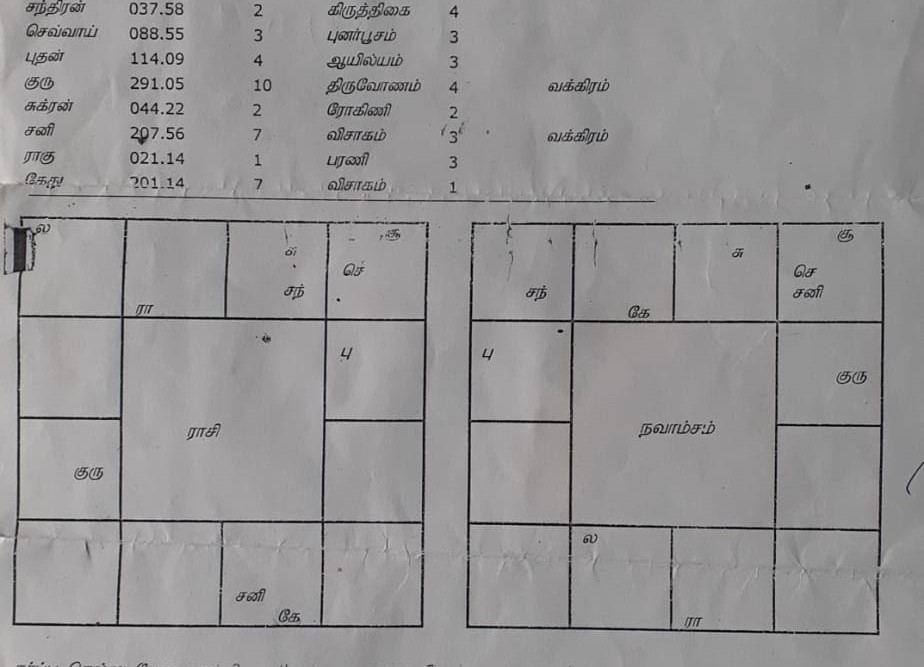 சந்திரன் 037.58 2 கிருத்திகை 4
செவ்வாய் 088.55 3 புனர்பூசம் 3
புதன் 114.09 4 ஆயில்யம் 3
குரு 291.05 10 திருவோணம் 4 வக்கிரம்
சுக்ரன் 044.22 2 ரோகிணி 2
சனி 207.56 7 விசாகம் 3 வக்கிரம்
ராகு 021.14 1 பரணி 3
கேது 201.14 7 விசாகம் 1
ல
சு
சூ
செ
சந்
ரா
பு
ராசி
குரு
சனி
கே
சு
சூ
செ
சந்
சனி
கே
பு
குரு
நவாம்சம்
ல
ரா